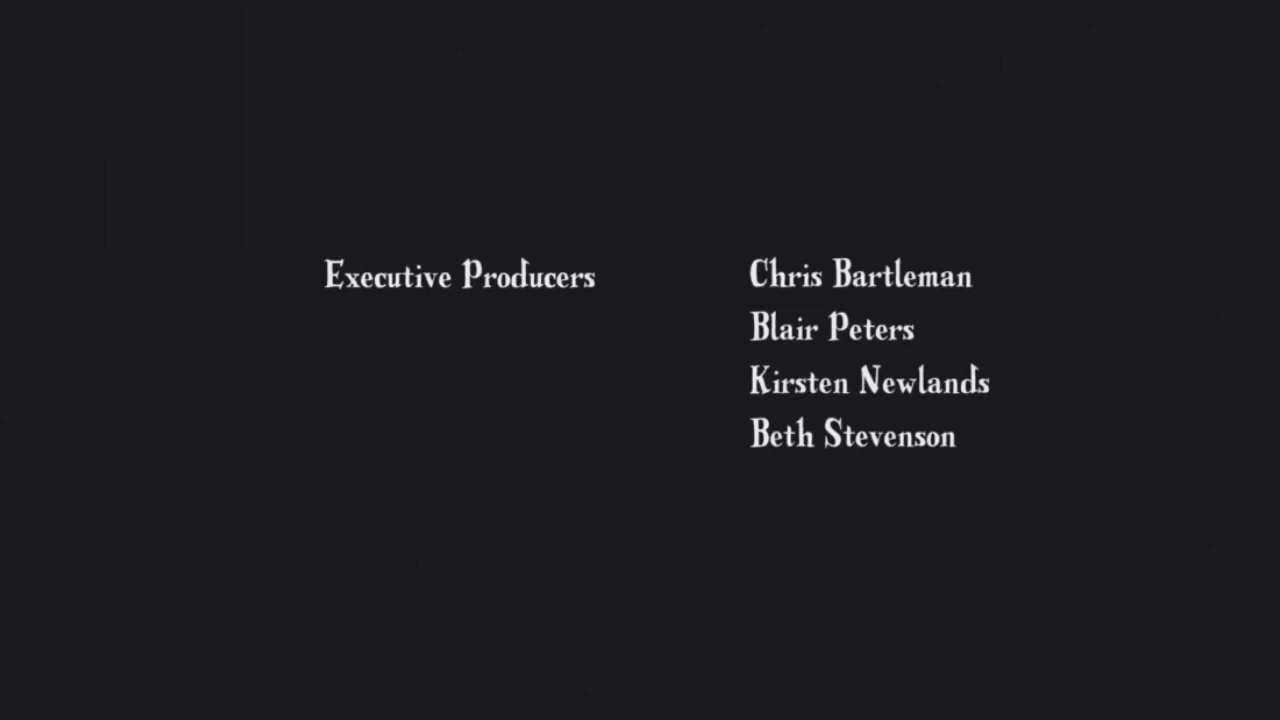 Executive Producers Chris Bartleman
Blair Peters
Kirsten Newlands
Beth Stevenson